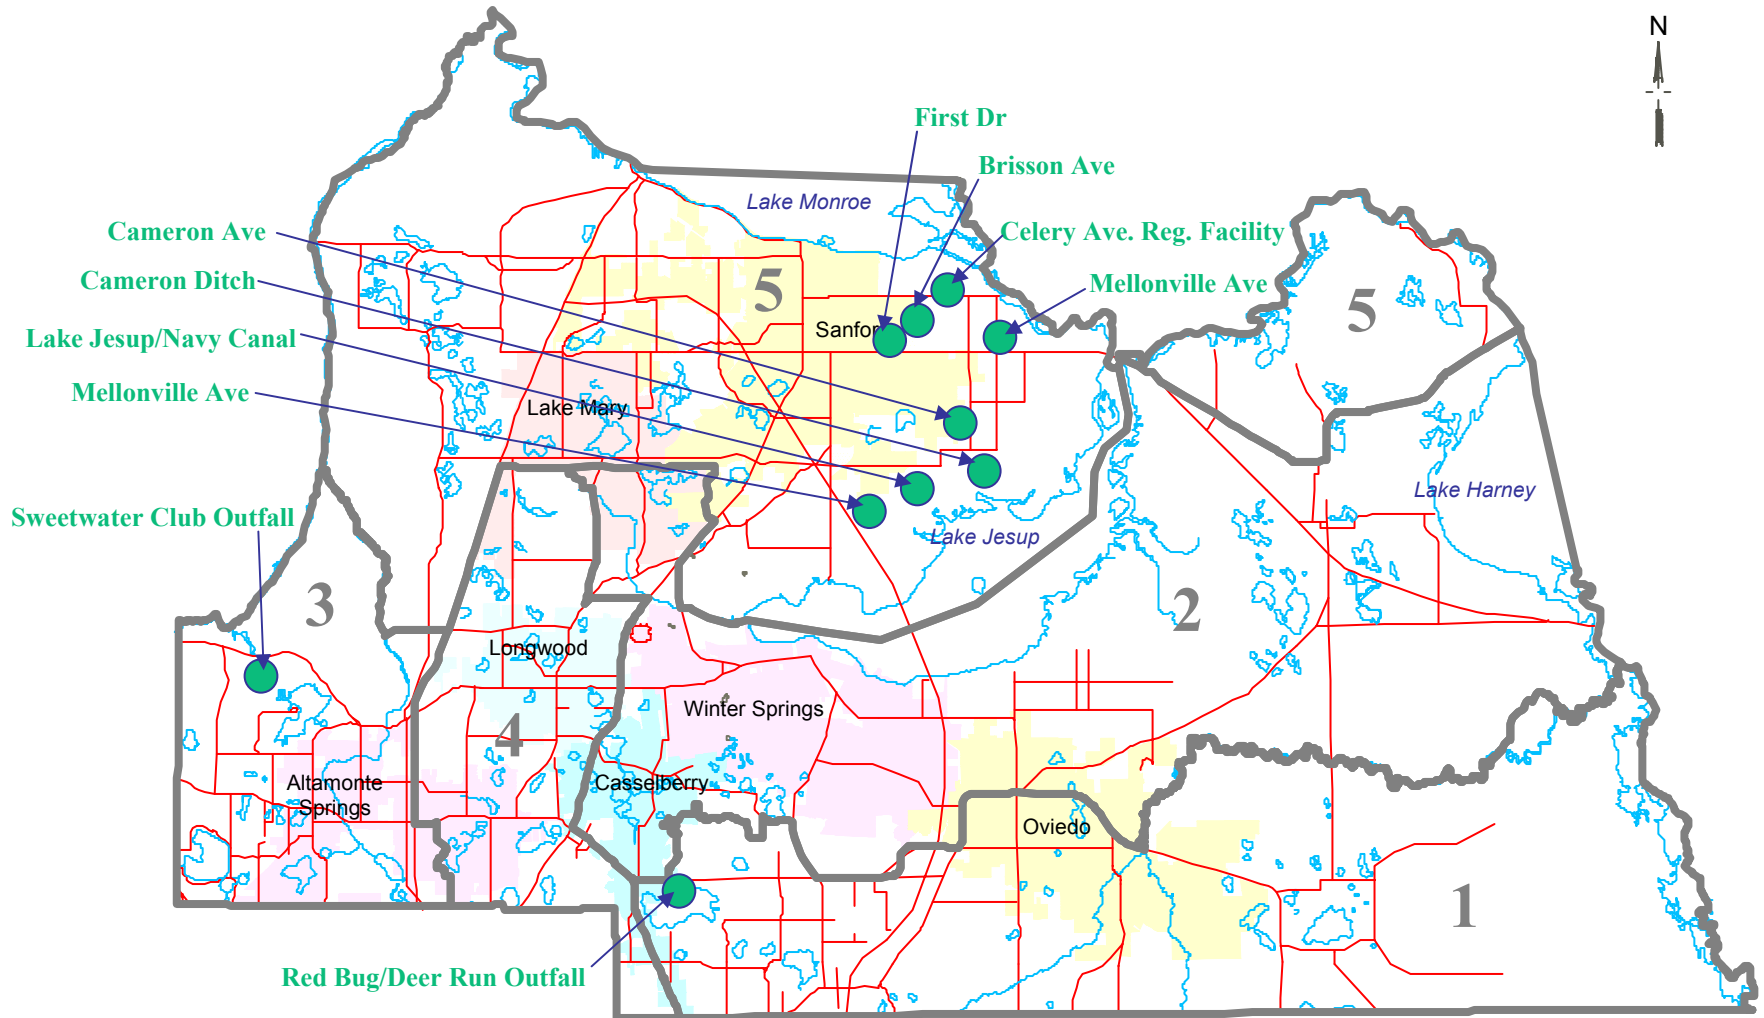 N
First Dr
Brisson Ave
Lake Monroe
Cameron Ave
Celery Ave. Reg. Facility
Cameron Ditch
Mellonville Ave
5
5
Lake Jesup/Navy Canal
Sanfor
Mellonville Ave
Lake Mary
Lake Harney
Sweetwater Club Outfall
Lake Jesup
3
2
Longwood
Winter Springs
4
Altamonte
Springs
Casselberry
Oviedo
1
Red Bug/Deer Run Outfall